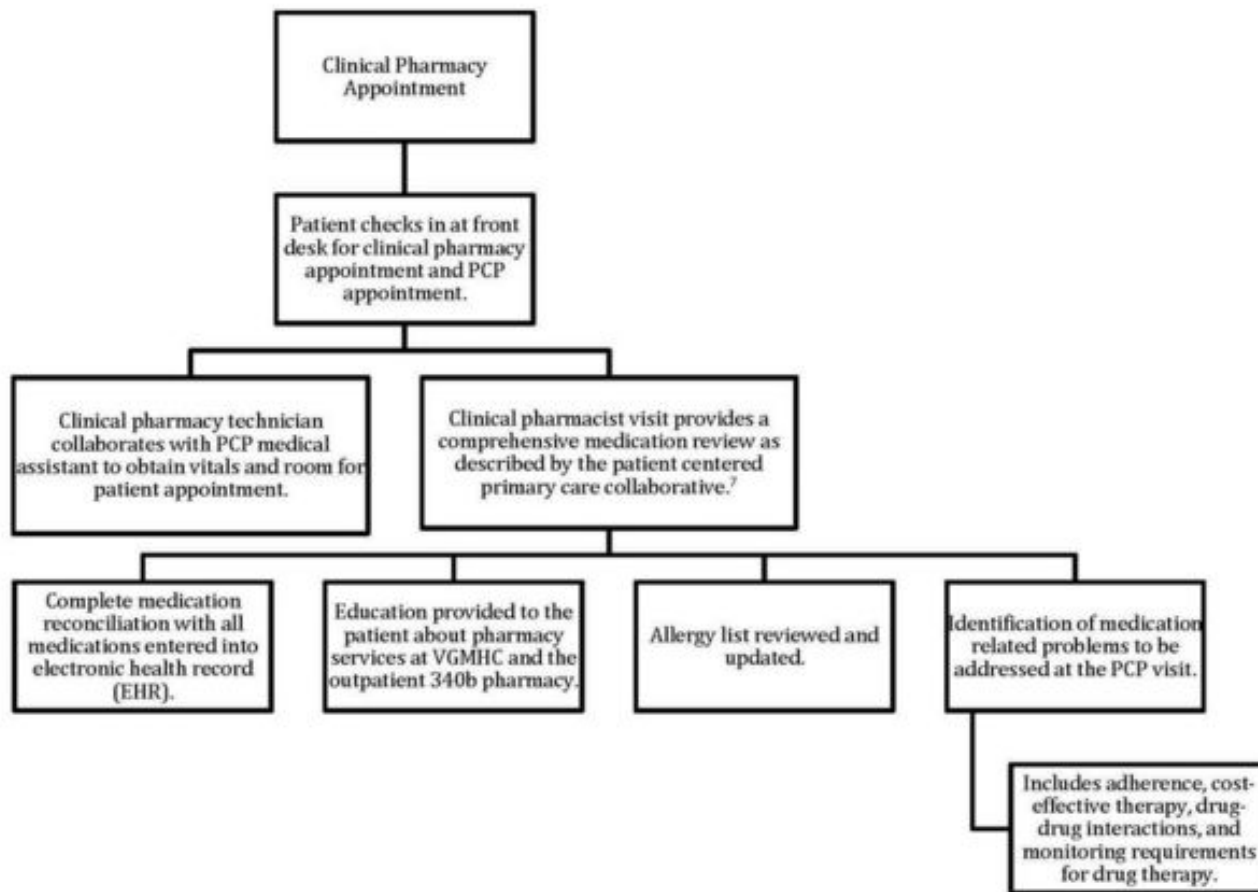 Clinical Pharmacy
Appointment
Patient checks in at front
desk for clinical pharmacy
appointment and PCP
appointment.
Clinical pharmacy technician
collaborates with PCP medical
assistant to obtain vitals and room for
patient appointment.
Clinical pharmacist visit provides a
comprehensive medication review as
described by the patient centered
primary care collaborative.⁷
Complete medication
reconciliation with all
medications entered into
electronic health record
(EHR).
Education provided to the
patient about pharmacy
services at VGMHC and the
outpatient 340b pharmacy.
Allergy list reviewed and
updated.
Identification of medication
related problems to be
addressed at the PCP visit.
Includes adherence, cost-
effective therapy, drug-
drug interactions, and
monitoring requirements
for drug therapy.